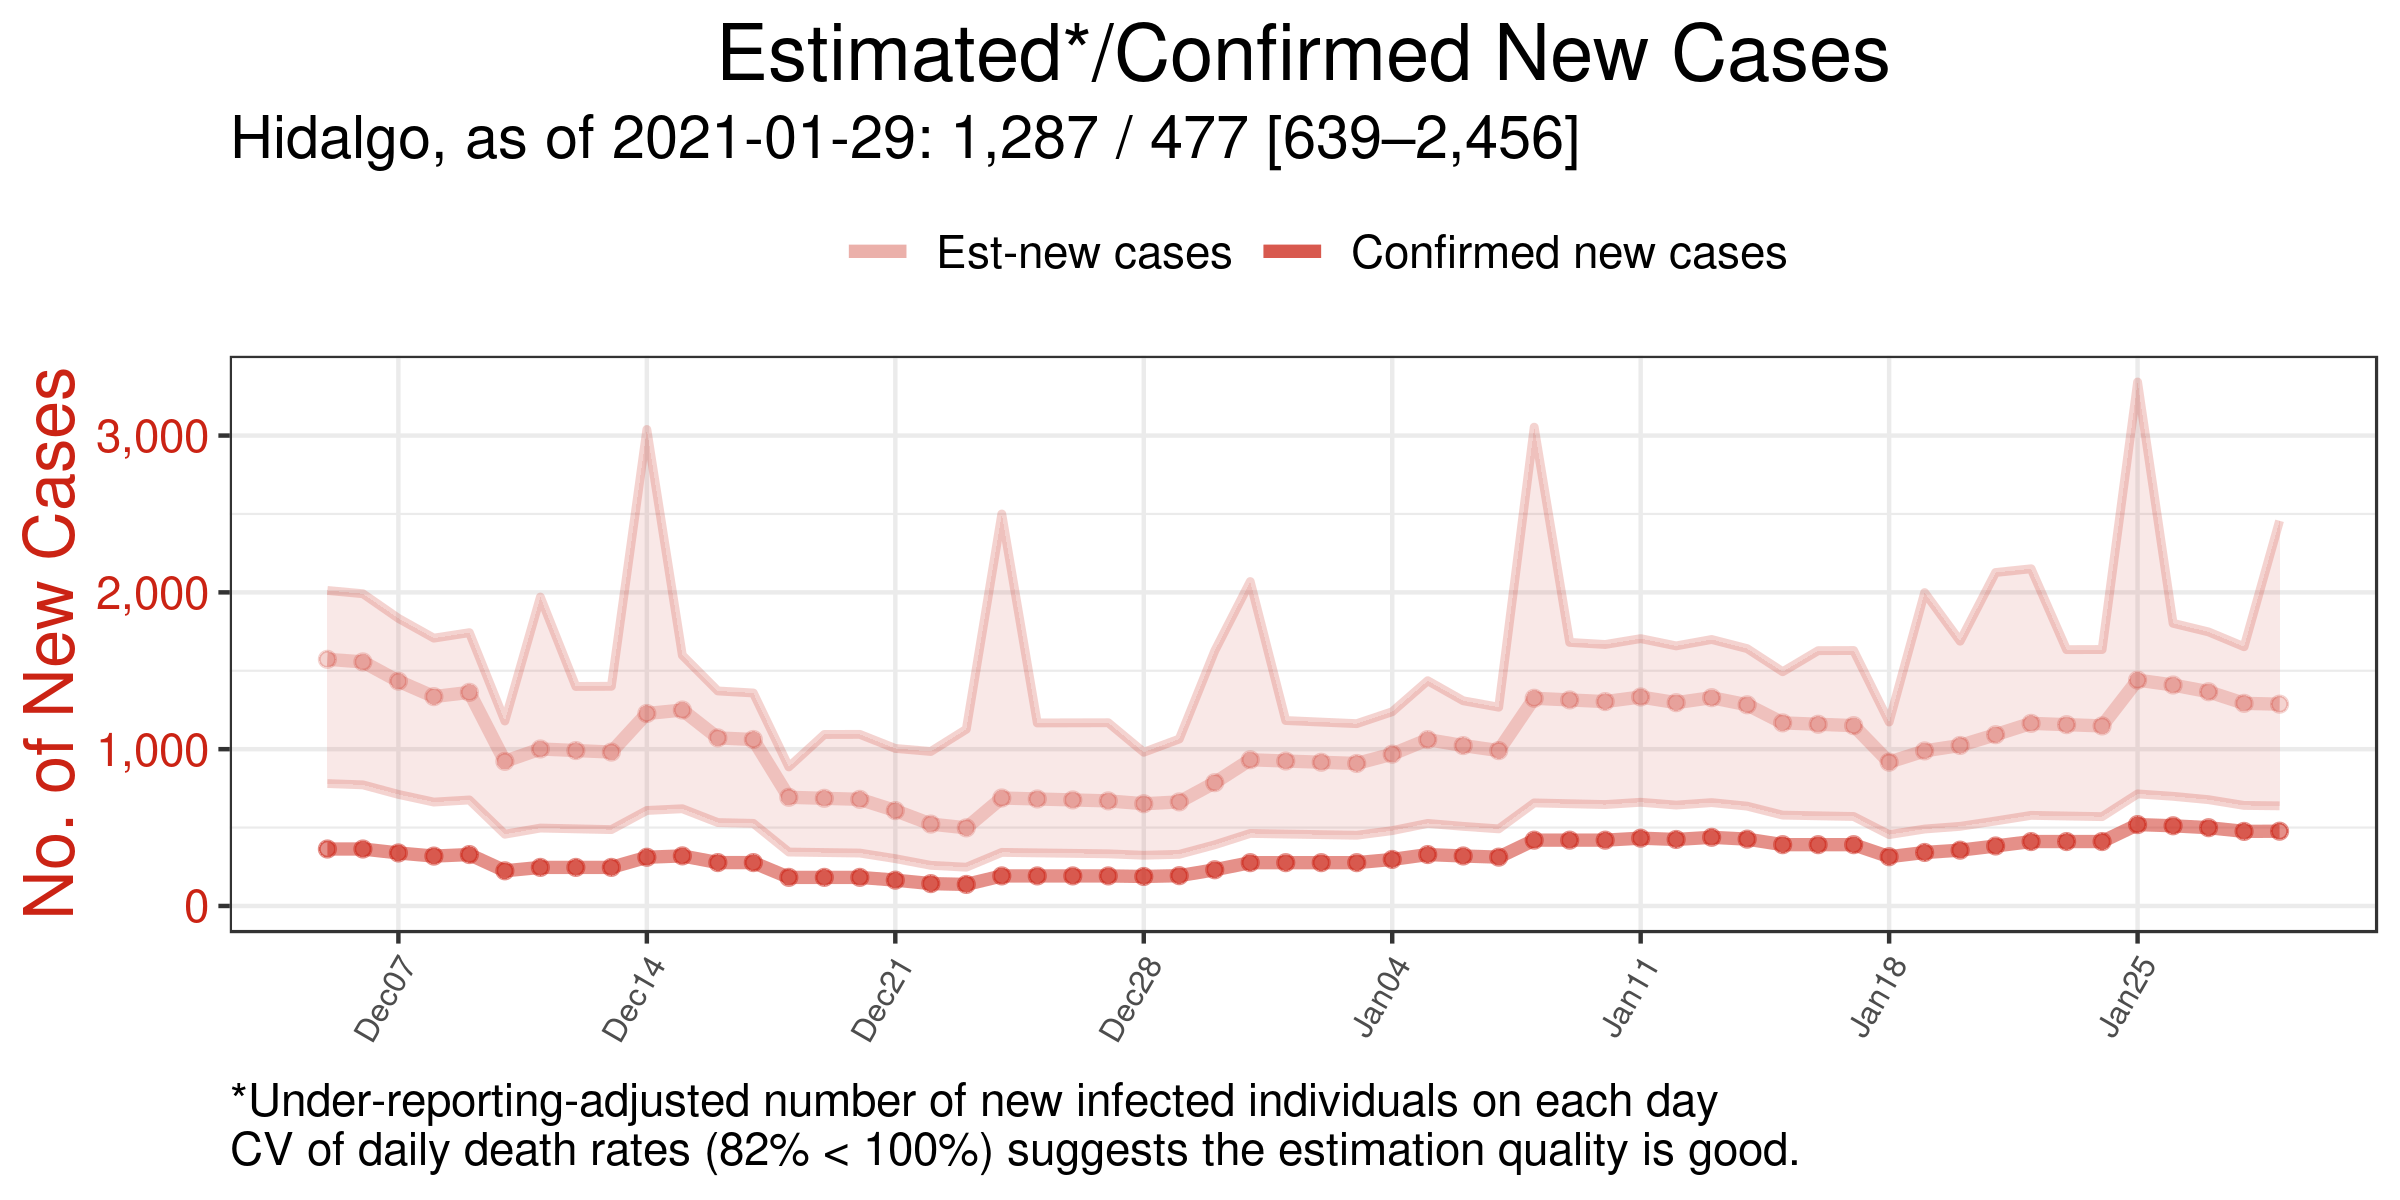 Estimated*/Confirmed New Cases
Hidalgo, as of 2021-01-29: 1,287 / 477 [639–2,456]
Est-new cases Confirmed new cases
No. of New Cases
3,000
2,000
1,000
0
Dec07 Dec14 Dec21 Dec28 Jan04 Jan11 Jan18 Jan25
*Under-reporting-adjusted number of new infected individuals on each day
CV of daily death rates (82% < 100%) suggests the estimation quality is good.